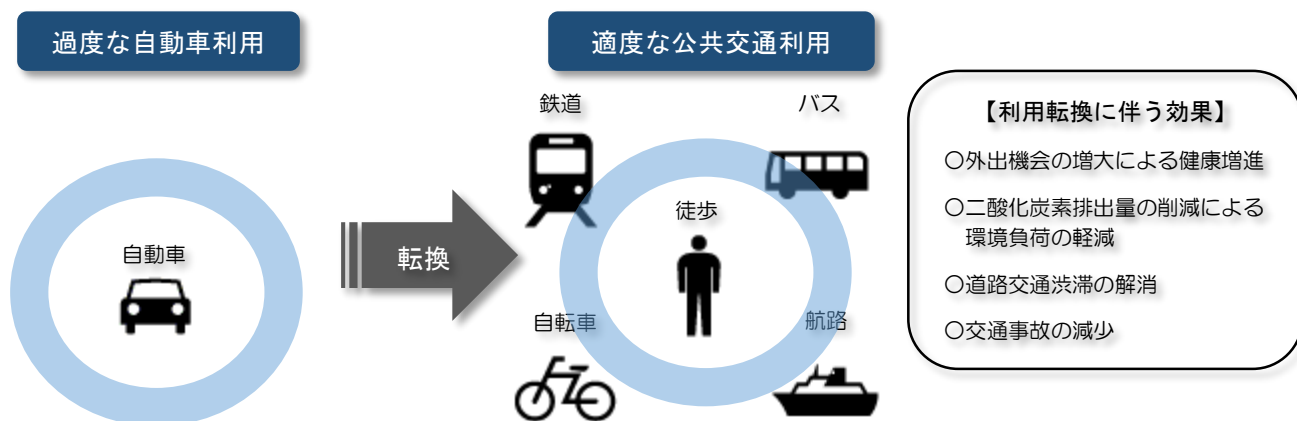 過度な自動車利用
自動車
転換
適度な公共交通利用
鉄道
バス
徒歩
自転車
航路
【利用転換に伴う効果】
○外出機会の増大による健康増進
○二酸化炭素排出量の削減による
環境負荷の軽減
○道路交通渋滞の解消
○交通事故の減少